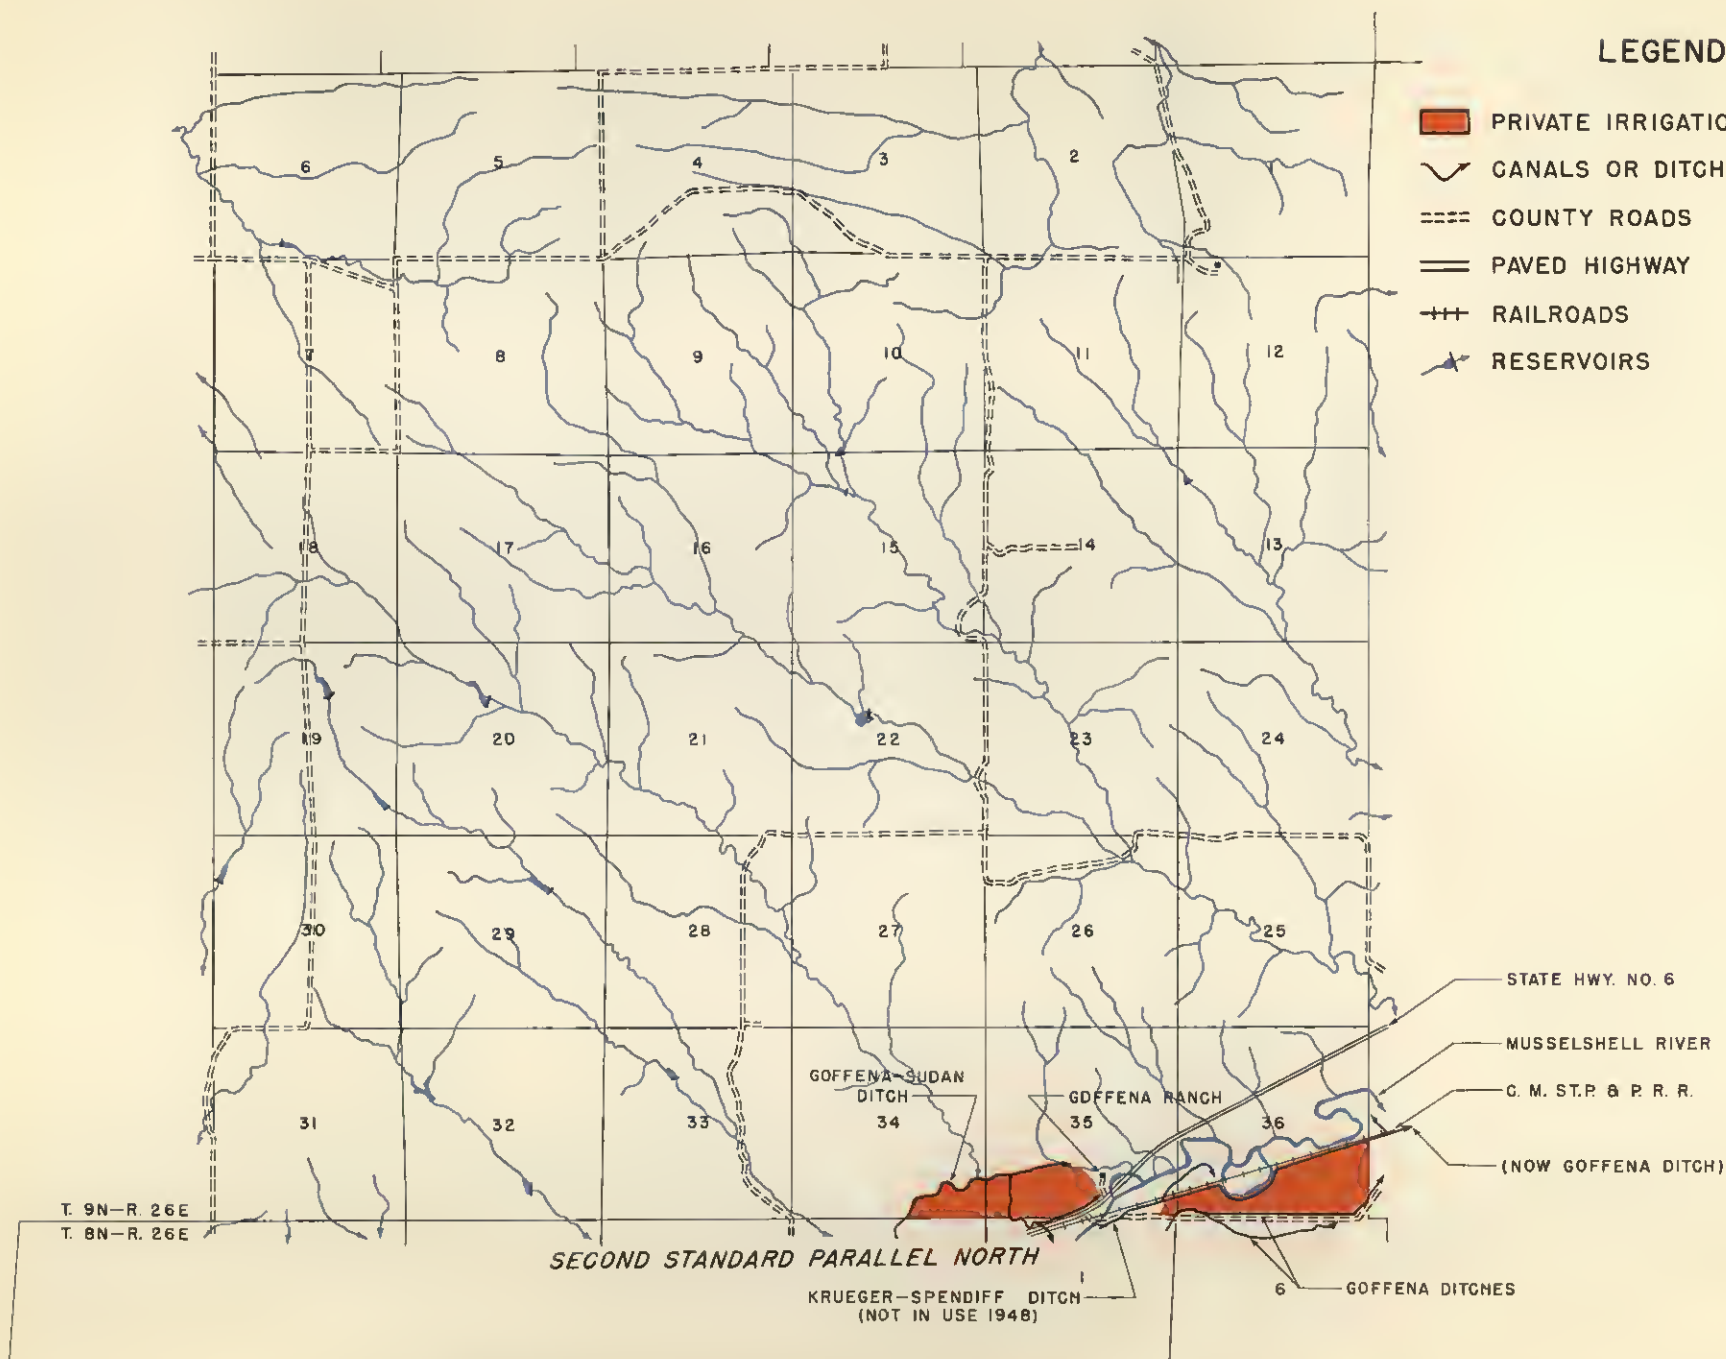 LEGEND
PRIVATE IRRIGATIO
CANALS OR DITCH
COUNTY ROADS
PAVED HIGHWAY
RAILROADS
RESERVOIRS
6 5 4 3 2
7 8 9 10 11 12
18 17 16 15 14 13
19 20 21 22 23 24
30 29 28 27 26 25
STATE HWY. NO. 6
MUSSELSHELL RIVER
GOFFENA-SUDAN
DITCH
GOFFENA RANCH
C. M. ST. P. & P. R. R.
31 32 33 34 35 36
(NOW GOFFENA DITCH)
T. 9N-R. 26E
T. 8N-R. 26E
SECOND STANDARD PARALLEL NORTH
1
6
GOFFENA DITCHES
KRUEGER-SPENDIFF DITCH
(NOT IN USE 1948)